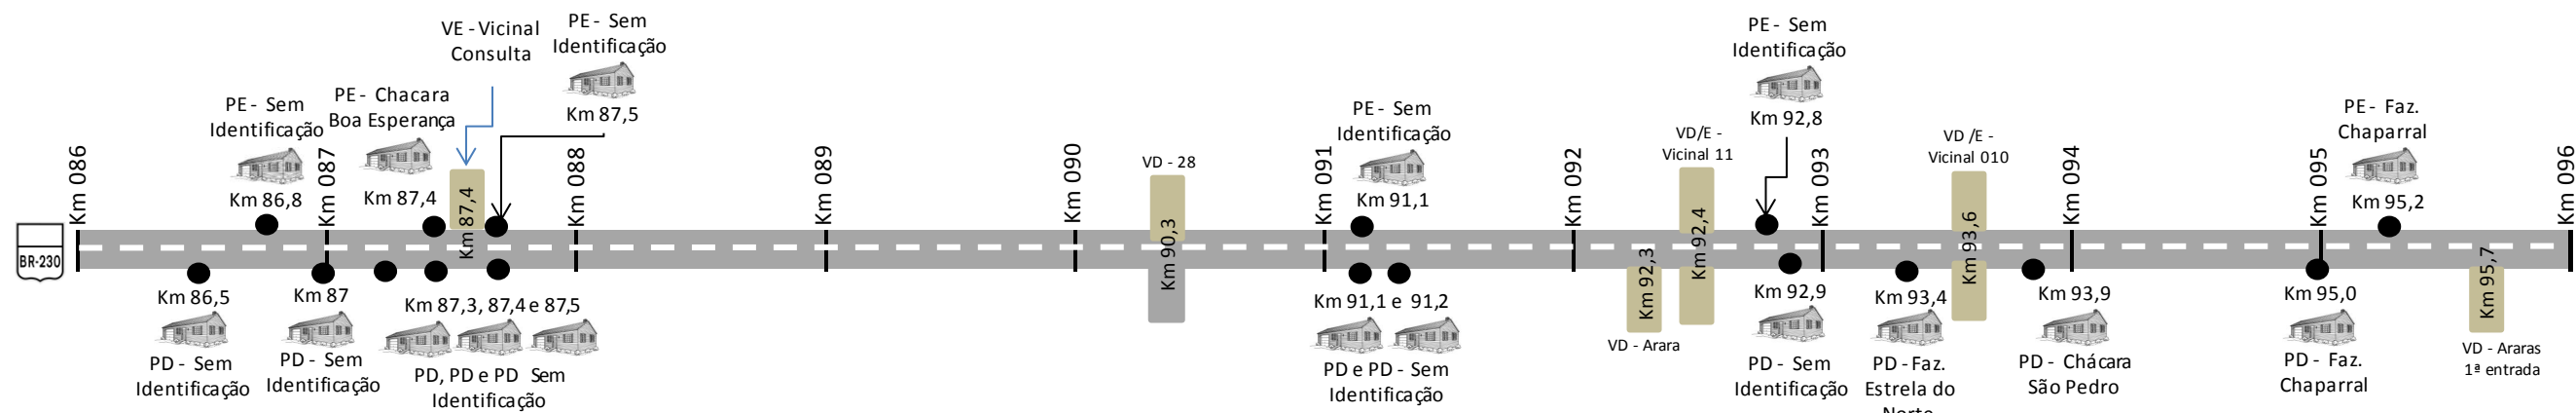 BR-230
Km 086
PD - Sem
Identificação
Km 86,5
PE - Sem
Identificação
Km 86,8
Km 087
Km 87
PD - Sem
Identificação
PE - Chacara
Boa Esperança
Km 87,4
VE - Vicinal
Consulta
Km 87,4
PE - Sem
Identificação
Km 87,5
Km 87,3, 87,4 e 87,5
PD, PD e PD Sem
Identificação
Km 088
Km 089
Km 090
VD - 28
Km 90,3
Km 091
PE - Sem
Identificação
Km 91,1
Km 91,1 e 91,2
PD e PD - Sem
Identificação
Km 092
Km 92,3
VD - Arara
VD/E -
Vicinal 11
Km 92,4
PE - Sem
Identificação
Km 92,8
Km 92,9
PD - Sem
Identificação
Km 093
Km 93,4
PD - Faz.
Estrela do
Norte
VD /E -
Vicinal 010
Km 93,6
Km 93,9
PD - Chácara
São Pedro
Km 094
Km 095
Km 95,0
PD - Faz.
Chaparral
PE - Faz.
Chaparral
Km 95,2
Km 95,7
VD - Araras
1ª entrada
Km 096